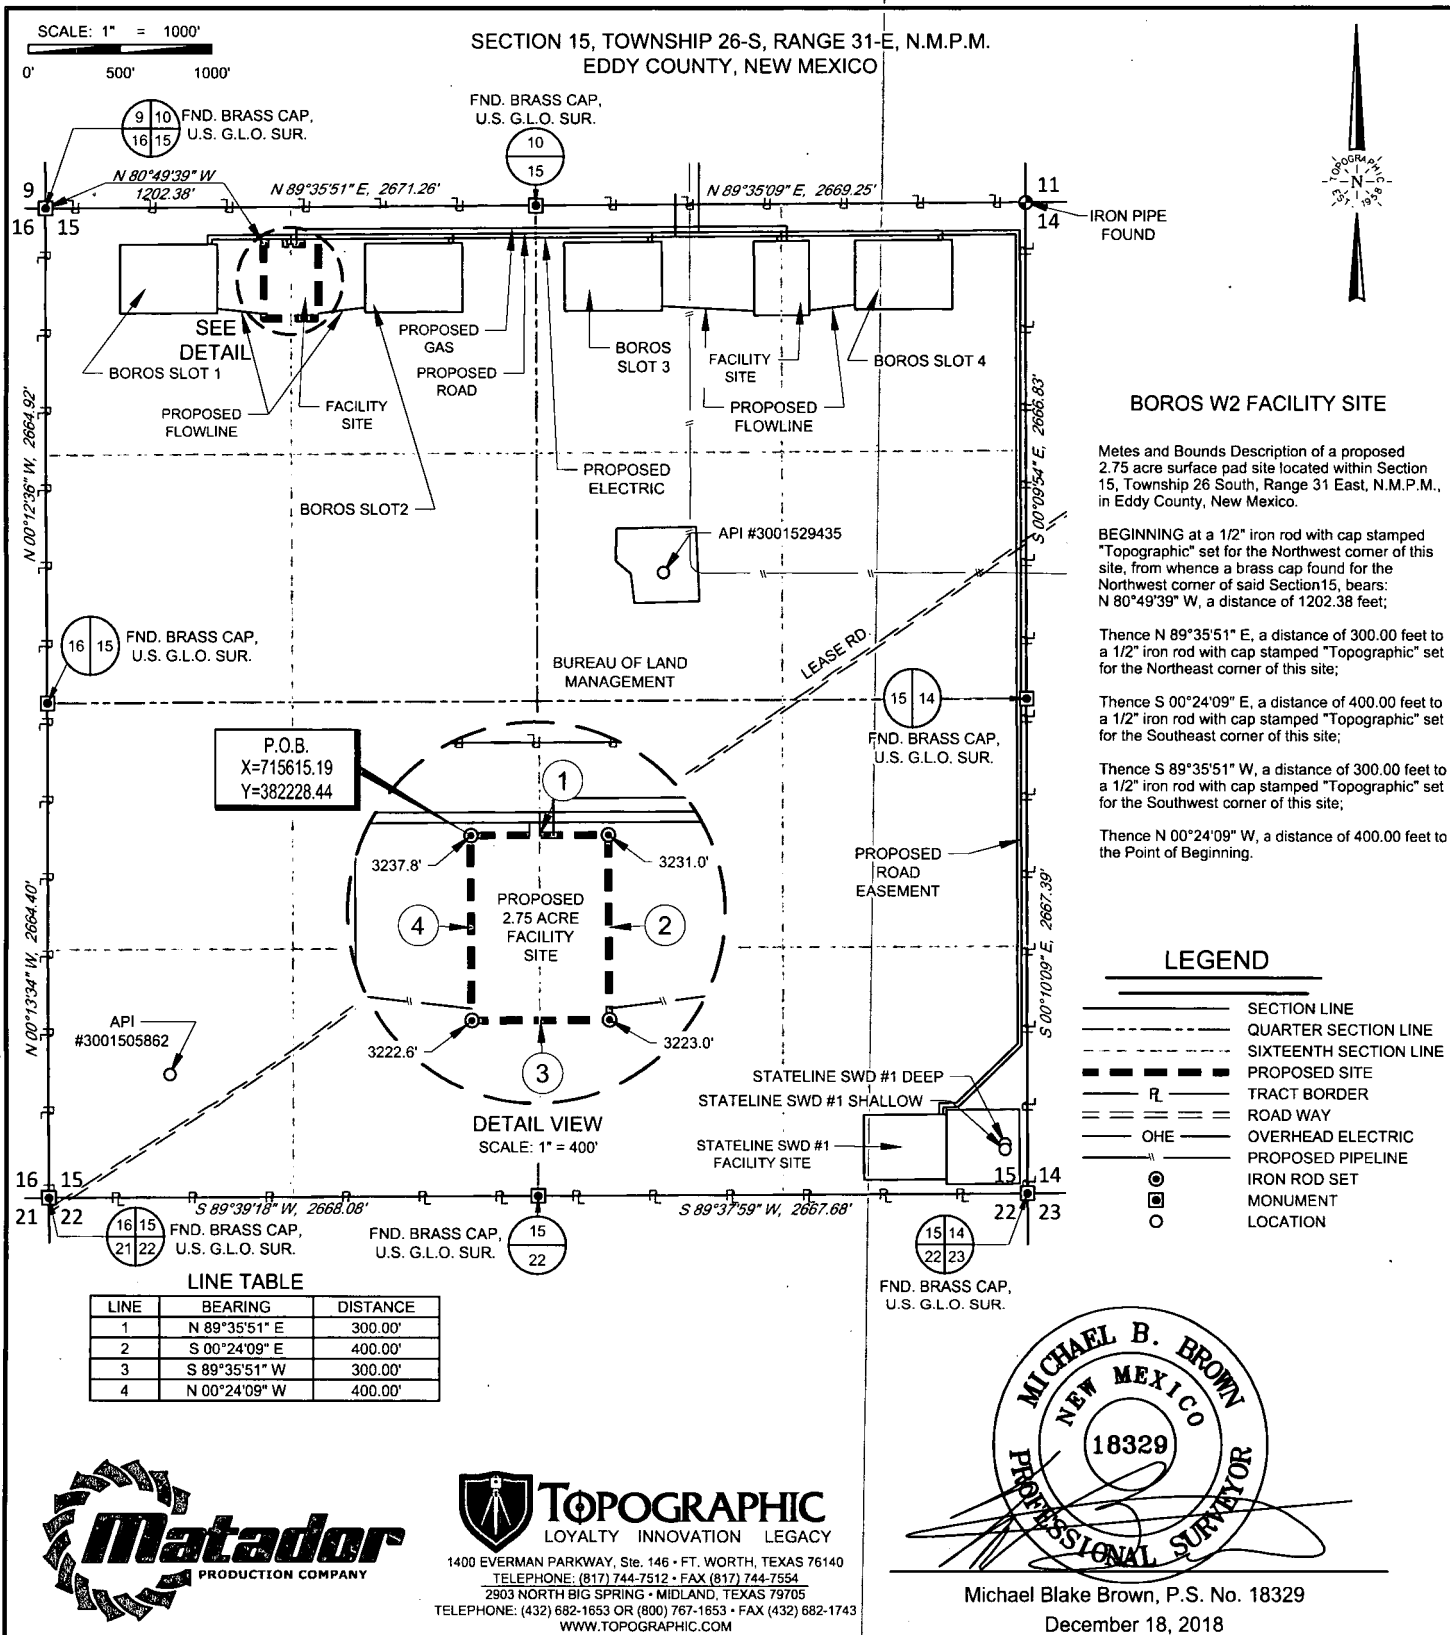 SCALE: 1" = 1000'
0' 500' 1000'
SECTION 15, TOWNSHIP 26-S, RANGE 31-E, N.M.P.M.
EDDY COUNTY, NEW MEXICO
9 10
16 15
FND. BRASS CAP,
U.S. G.L.O. SUR.
FND. BRASS CAP,
U.S. G.L.O. SUR.
10
15
TOPOGRAPHIC
N
EST. 1958
N 80°49'39" W
1202.38'
N 89°35'51" E, 2671.26'
N 89°35'09" E, 2669.25'
9
16 15
11
14
IRON PIPE
FOUND
SEE
DETAIL
BOROS SLOT 1
PROPOSED
FLOWLINE
FACILITY
SITE
BOROS SLOT2
PROPOSED
GAS
PROPOSED
ROAD
PROPOSED
ELECTRIC
BOROS
SLOT 3
FACILITY
SITE
PROPOSED
FLOWLINE
BOROS SLOT 4
N 00°12'36" W, 2664.92'
S 00°09'54" E, 2666.83'
API #3001529435
16 15
FND. BRASS CAP,
U.S. G.L.O. SUR.
BUREAU OF LAND
MANAGEMENT
LEASE RD.
15 14
FND. BRASS CAP,
U.S. G.L.O. SUR.
P.O.B.
X=715615.19
Y=382228.44
1
3237.8'
3231.0'
PROPOSED
2.75 ACRE
FACILITY
SITE
4
2
3222.6'
3223.0'
3
DETAIL VIEW
SCALE: 1" = 400'
PROPOSED
ROAD
EASEMENT
N 00°13'34" W, 2664.40'
S 00°10'09" E, 2667.39'
API
#3001505862
STATELINE SWD #1 DEEP
STATELINE SWD #1 SHALLOW
STATELINE SWD #1
FACILITY SITE
16 15
21 22
15 14
22 23
S 89°39'18" W, 2668.08'
S 89°37'59" W, 2667.68'
16 15
21 22
FND. BRASS CAP,
U.S. G.L.O. SUR.
FND. BRASS CAP,
U.S. G.L.O. SUR.
15
22
15 14
22 23
FND. BRASS CAP,
U.S. G.L.O. SUR.
BOROS W2 FACILITY SITE
Metes and Bounds Description of a proposed
2.75 acre surface pad site located within Section
15, Township 26 South, Range 31 East, N.M.P.M.,
in Eddy County, New Mexico.
BEGINNING at a 1/2" iron rod with cap stamped
"Topographic" set for the Northwest corner of this
site, from whence a brass cap found for the
Northwest corner of said Section15, bears:
N 80°49'39" W, a distance of 1202.38 feet;
Thence N 89°35'51" E, a distance of 300.00 feet to
a 1/2" iron rod with cap stamped "Topographic" set
for the Northeast corner of this site;
Thence S 00°24'09" E, a distance of 400.00 feet to
a 1/2" iron rod with cap stamped "Topographic" set
for the Southeast corner of this site;
Thence S 89°35'51" W, a distance of 300.00 feet to
a 1/2" iron rod with cap stamped "Topographic" set
for the Southwest corner of this site;
Thence N 00°24'09" W, a distance of 400.00 feet to
the Point of Beginning.
LEGEND
SECTION LINE
QUARTER SECTION LINE
SIXTEENTH SECTION LINE
PROPOSED SITE
PL TRACT BORDER
ROAD WAY
OHE OVERHEAD ELECTRIC
PROPOSED PIPELINE
IRON ROD SET
MONUMENT
LOCATION
LINE TABLE
LINE BEARING DISTANCE
1 N 89°35'51" E 300.00'
2 S 00°24'09" E 400.00'
3 S 89°35'51" W 300.00'
4 N 00°24'09" W 400.00'
Matador
PRODUCTION COMPANY
TOPOGRAPHIC
LOYALTY INNOVATION LEGACY
1400 EVERMAN PARKWAY, Ste. 146 • FT. WORTH, TEXAS 76140
TELEPHONE: (817) 744-7512 • FAX (817) 744-7554
2903 NORTH BIG SPRING • MIDLAND, TEXAS 79705
TELEPHONE: (432) 682-1653 OR (800) 767-1653 • FAX (432) 682-1743
WWW.TOPOGRAPHIC.COM
MICHAEL B. BROWN
NEW MEXICO
18329
PROFESSIONAL SURVEYOR
Michael Blake Brown, P.S. No. 18329
December 18, 2018